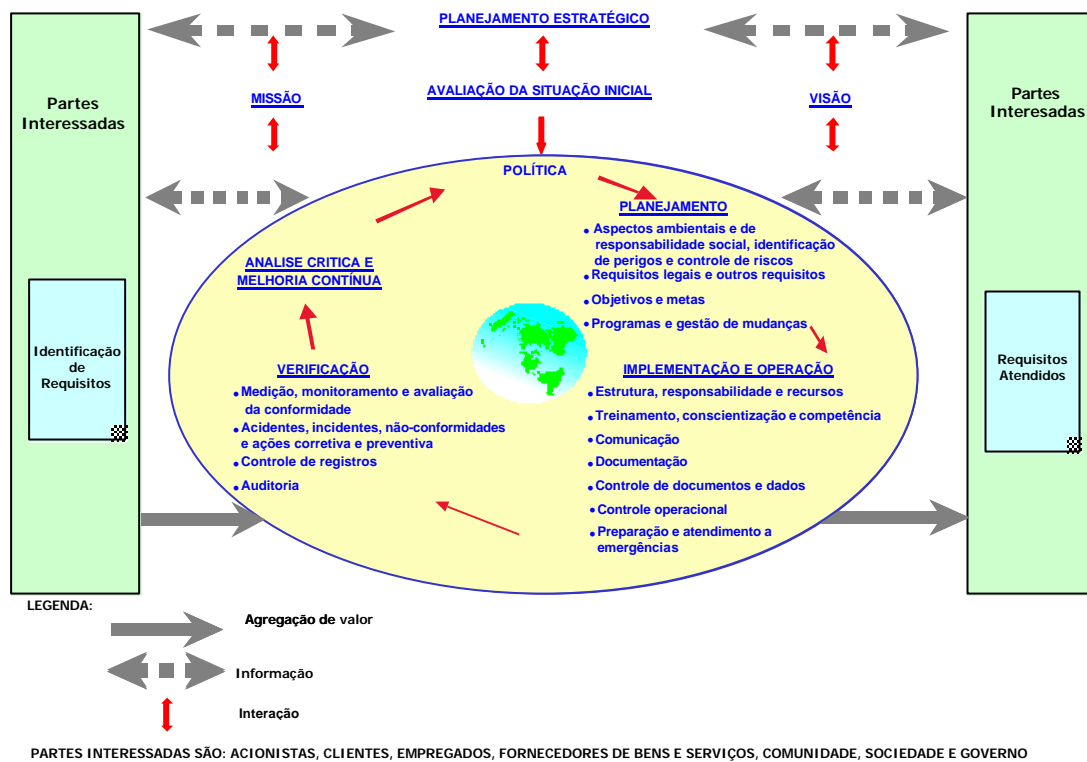 PLANEJAMENTO ESTRATÉGICO
Partes
Interessadas
MISSÃO
AVALIAÇÃO DA SITUAÇÃO INICIAL
VISÃO
Partes
Interesadas
POLÍTICA
PLANEJAMENTO
• Aspectos ambientais e de
responsabilidade social, identificação
de perigos e controle de riscos
• Requisitos legais e outros requisitos
• Objetivos e metas
• Programas e gestão de mudanças
ANALISE CRITICA E
MELHORIA CONTÍNUA
Identificação
de
Requisitos
VERIFICAÇÃO
• Medição, monitoramento e avaliação
da conformidade
• Acidentes, incidentes, não-conformidades
e ações corretiva e preventiva
• Controle de registros
• Auditoria
IMPLEMENTAÇÃO E OPERAÇÃO
• Estrutura, responsabilidade e recursos
• Treinamento, conscientização e competência
• Comunicação
• Documentação
• Controle de documentos e dados
• Controle operacional
• Preparação e atendimento a
emergências
Requisitos
Atendidos
LEGENDA:
Agregação de valor
Informação
Interação
PARTES INTERESSADAS SÃO: ACIONISTAS, CLIENTES, EMPREGADOS, FORNECEDORES DE BENS E SERVIÇOS, COMUNIDADE, SOCIEDADE E GOVERNO